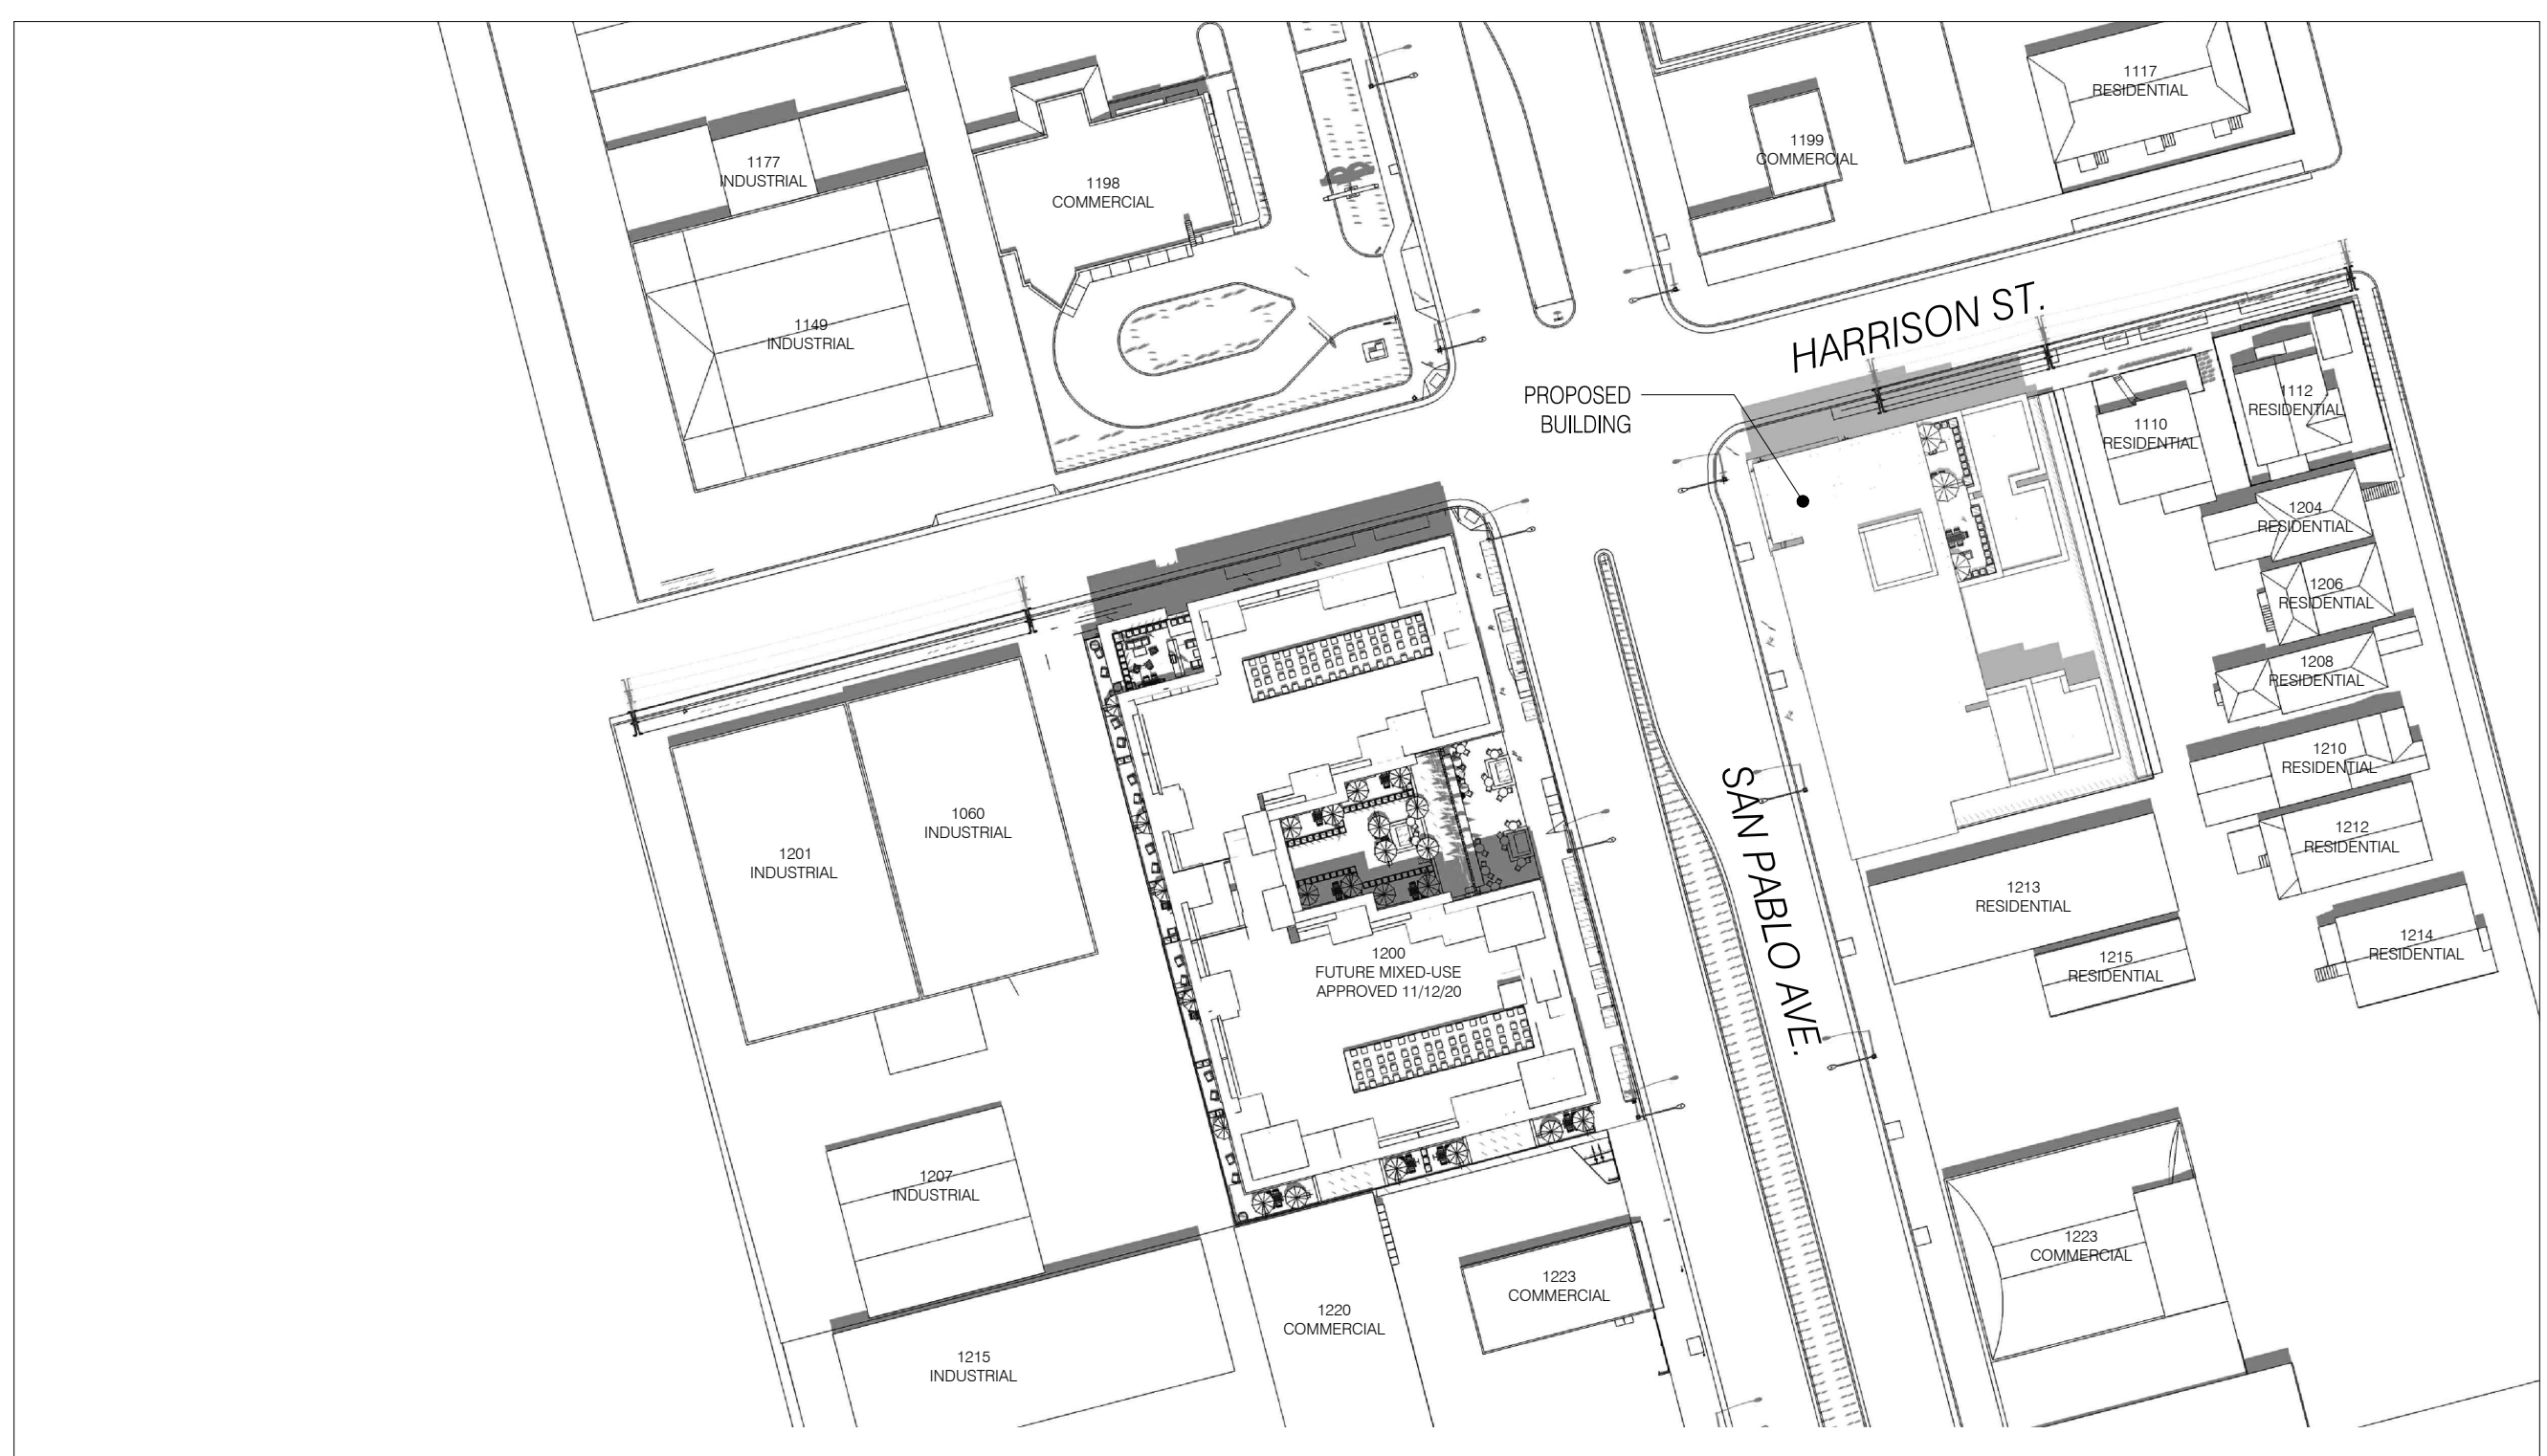 1117
RESIDENTIAL
1199
COMMERCIAL
1177
INDUSTRIAL
1198
COMMERCIAL
1149
INDUSTRIAL
HARRISON ST.
PROPOSED
BUILDING
1112
RESIDENTIAL
1110
RESIDENTIAL
1204
RESIDENTIAL
1206
RESIDENTIAL
1208
RESIDENTIAL
1210
RESIDENTIAL
1212
RESIDENTIAL
1060
INDUSTRIAL
1201
INDUSTRIAL
SAN PABLO AVE.
1213
RESIDENTIAL
1214
RESIDENTIAL
1215
RESIDENTIAL
1200
FUTURE MIXED-USE
APPROVED 11/12/20
1207
INDUSTRIAL
1223
COMMERCIAL
1223
COMMERCIAL
1220
COMMERCIAL
1215
INDUSTRIAL